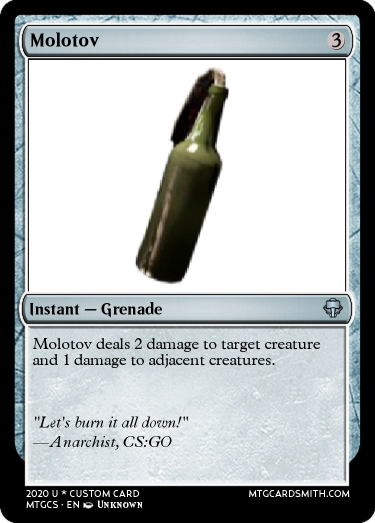 Molotov 3
Instant — Grenade
Molotov deals 2 damage to target creature
and 1 damage to adjacent creatures.
"Let's burn it all down!"
—Anarchist, CS:GO
2020 U * CUSTOM CARD MTGCARDSMITH.COM
MTGCS · EN Unknown